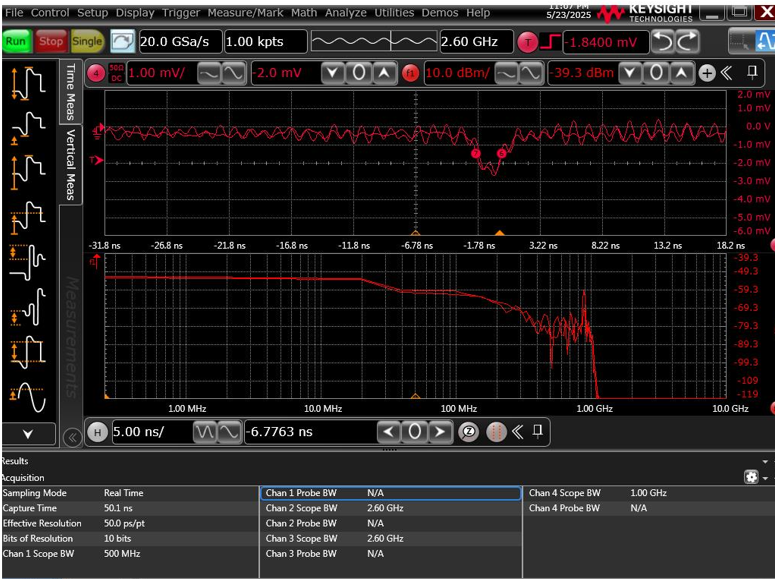 File Control Setup Display Trigger Measure/Mark Math Analyze Utilities Demos Help
11:07 PM
5/23/2025
KEYSIGHT
TECHNOLOGIES
Run Stop Single 20.0 GSa/s 1.00 kpts 2.60 GHz T -1.8400 mV
4 50Ω DC 1.00 mV/ -2.0 mV 0 f1 10.0 dBm/ -39.3 dBm 0
Time Meas
Vertical Meas
Measurements
2.0 mV
1.0 mV
0.0 V
-1.0 mV
-2.0 mV
-3.0 mV
-4.0 mV
-5.0 mV
-6.0 mV
T
-31.8 ns -26.8 ns -21.8 ns -16.8 ns -11.8 ns -6.78 ns -1.78 ns 3.22 ns 8.22 ns 13.2 ns 18.2 ns
-39.3
-49.3
-59.3
-69.3
-79.3
-89.3
-99.3
-109
-119
1.00 MHz 10.0 MHz 100 MHz 1.00 GHz 10.0 GHz
H 5.00 ns/ -6.7763 ns 0
Results
Acquisition
Sampling Mode Real Time Chan 1 Probe BW N/A Chan 4 Scope BW 1.00 GHz
Capture Time 50.1 ns Chan 2 Scope BW 2.60 GHz Chan 4 Probe BW N/A
Effective Resolution 50.0 ps/pt Chan 2 Probe BW N/A
Bits of Resolution 10 bits Chan 3 Scope BW 2.60 GHz
Chan 1 Scope BW 500 MHz Chan 3 Probe BW N/A